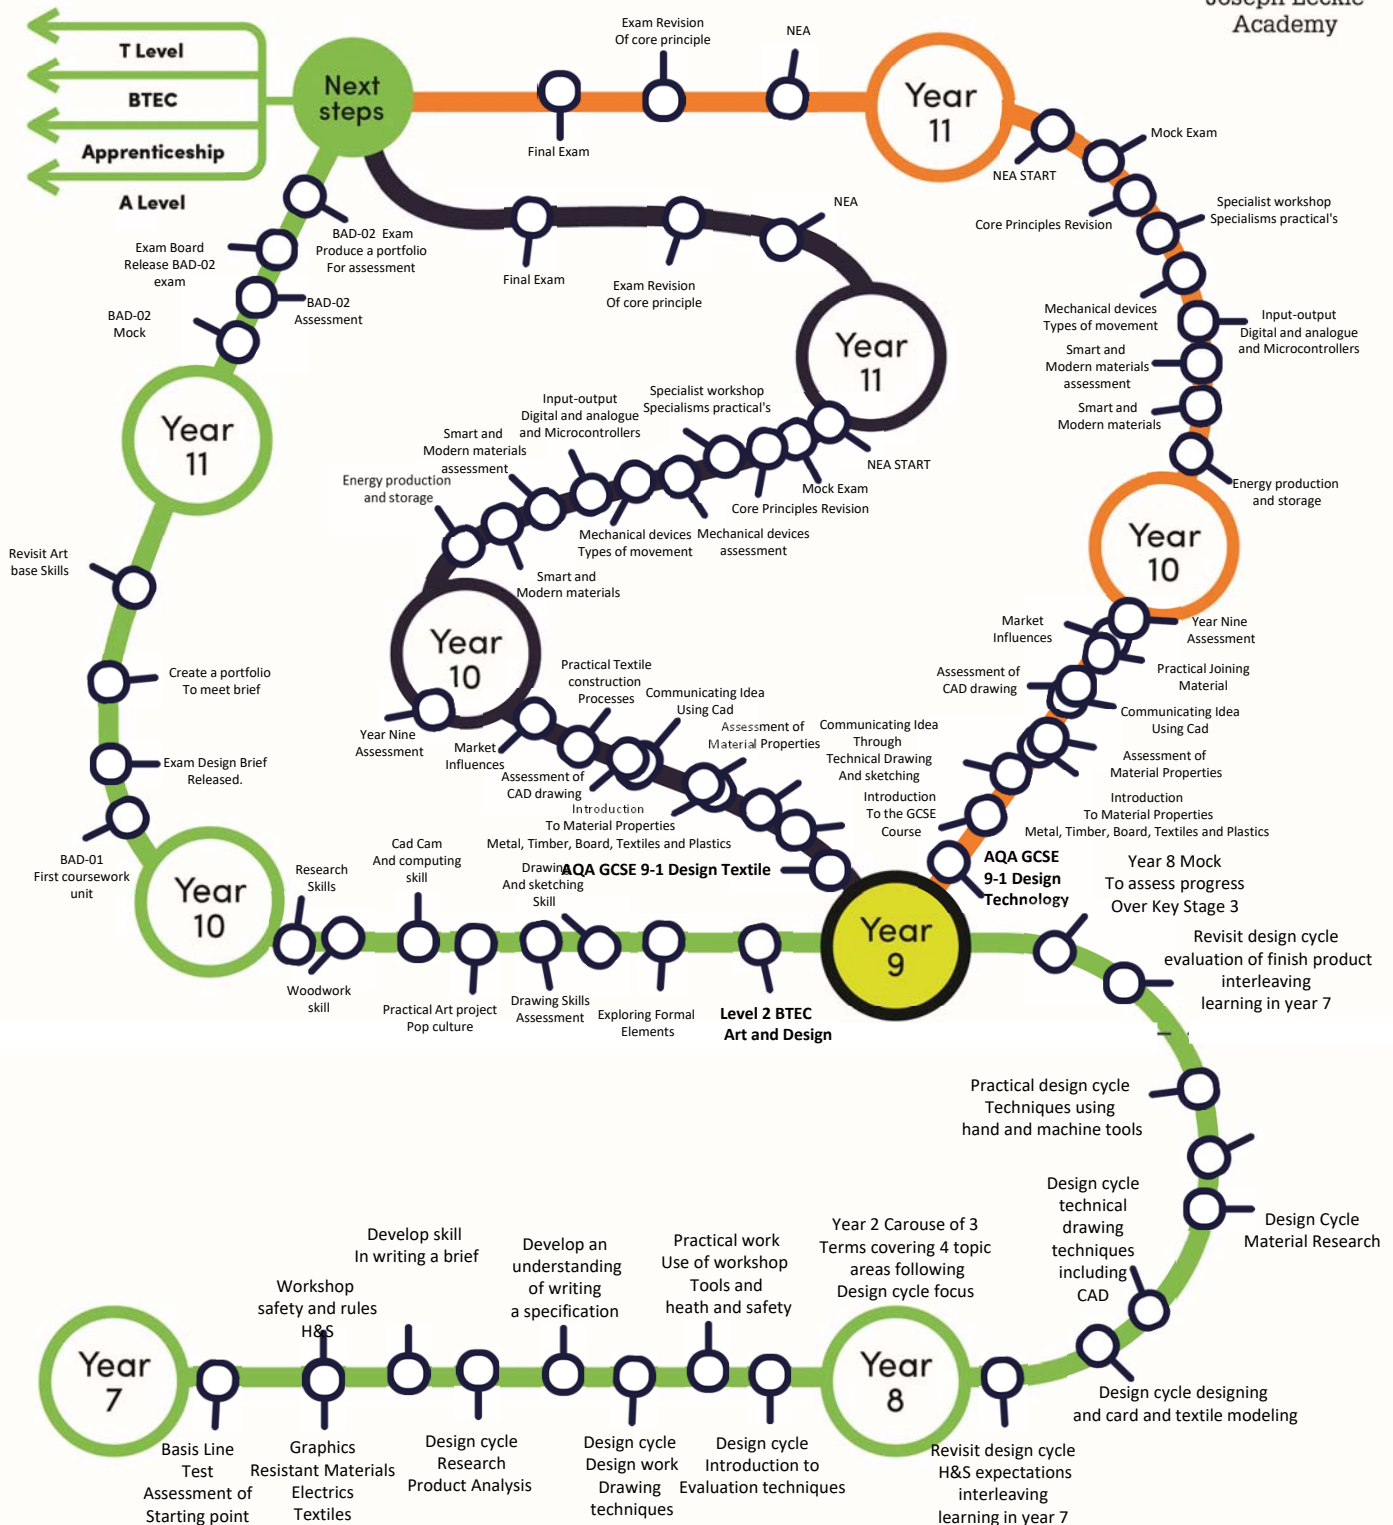 Joseph Leckie
Academy
T Level
BTEC
Apprenticeship
A Level
Next
steps
Exam Revision
Of core principle
NEA
Final Exam
Year
11
NEA START
Mock Exam
Core Principles Revision
Specialist workshop
Specialisms practical's
Mechanical devices
Types of movement
Input-output
Digital and analogue
and Microcontrollers
Smart and
Modern materials
assessment
Smart and
Modern materials
Energy production
and storage
Year
10
Year Nine
Assessment
Market
Influences
Practical Joining
Material
Assessment of
CAD drawing
Communicating Idea
Using Cad
Assessment of
Material Properties
Introduction
To Material Properties
Metal, Timber, Board, Textiles and Plastics
Communicating Idea
Through
Technical Drawing
And sketching
Introduction
To the GCSE
Course
AQA GCSE
9-1 Design
Technology
BAD-02 Exam
Produce a portfolio
For assessment
Exam Board
Release BAD-02
exam
BAD-02
Assessment
BAD-02
Mock
Year
11
Revisit Art
base Skills
Create a portfolio
To meet brief
Exam Design Brief
Released.
BAD-01
First coursework
unit
Year
10
NEA
Final Exam
Exam Revision
Of core principle
Year
11
NEA START
Mock Exam
Core Principles Revision
Specialist workshop
Specialisms practical's
Mechanical devices
assessment
Input-output
Digital and analogue
and Microcontrollers
Mechanical devices
Types of movement
Smart and
Modern materials
assessment
Smart and
Modern materials
Energy production
and storage
Year
10
Year Nine
Assessment
Market
Influences
Practical Textile
construction
Processes
Assessment of
CAD drawing
Communicating Idea
Using Cad
Assessment of
Material Properties
Introduction
To Material Properties
Metal, Timber, Board, Textiles and Plastics
AQA GCSE 9-1 Design Textile
Research
Skills
Woodwork
skill
Cad Cam
And computing
skill
Practical Art project
Pop culture
Drawing
And sketching
Skill
Drawing Skills
Assessment
Exploring Formal
Elements
Level 2 BTEC
Art and Design
Year
9
Year 8 Mock
To assess progress
Over Key Stage 3
Revisit design cycle
evaluation of finish product
interleaving
learning in year 7
Practical design cycle
Techniques using
hand and machine tools
Design Cycle
Material Research
Design cycle
technical
drawing
techniques
including
CAD
Design cycle designing
and card and textile modeling
Year 2 Carouse of 3
Terms covering 4 topic
areas following
Design cycle focus
Year
8
Revisit design cycle
H&S expectations
interleaving
learning in year 7
Practical work
Use of workshop
Tools and
heath and safety
Design cycle
Introduction to
Evaluation techniques
Develop an
understanding
of writing
a specification
Design cycle
Design work
Drawing
techniques
Develop skill
In writing a brief
Design cycle
Research
Product Analysis
Workshop
safety and rules
H&S
Graphics
Resistant Materials
Electrics
Textiles
Year
7
Basis Line
Test
Assessment of
Starting point